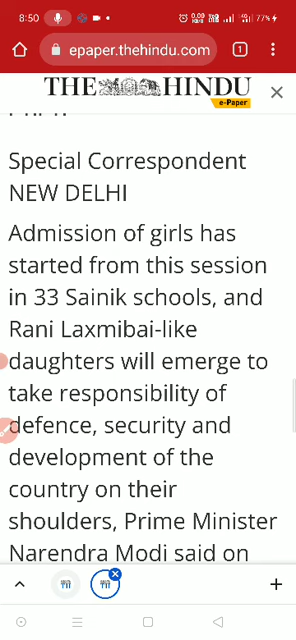 8:50
77%
epaper.thehindu.com
1
THE HINDU
e-Paper
Special Correspondent
NEW DELHI
Admission of girls has
started from this session
in 33 Sainik schools, and
Rani Laxmibai-like
daughters will emerge to
take responsibility of
defence, security and
development of the
country on their
shoulders, Prime Minister
Narendra Modi said on